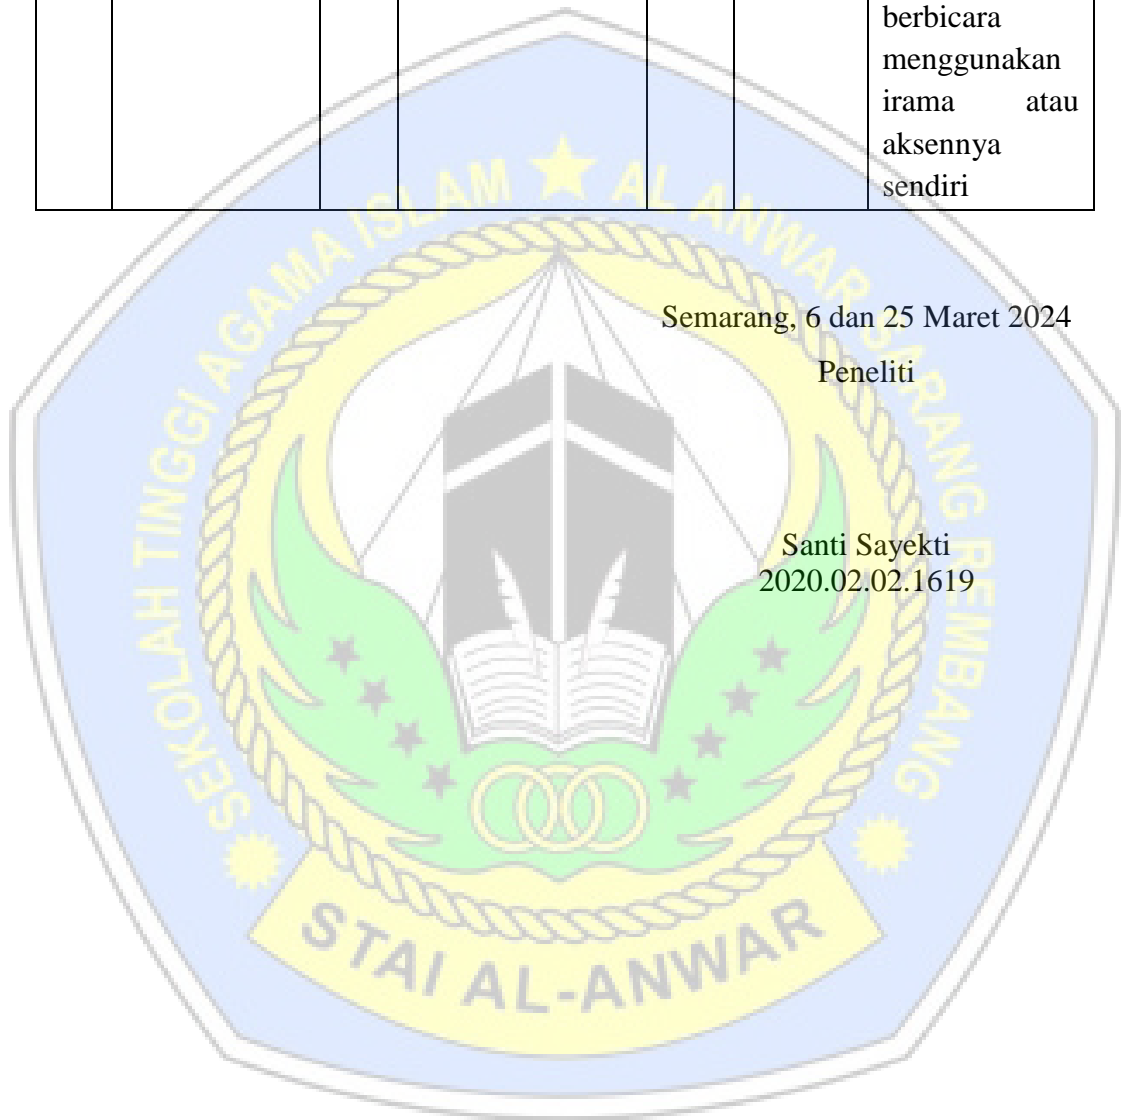 berbicara
menggunakan
irama atau
aksennya
sendiri
SEKOLAH TINGGI AGAMA ISLAM ★ AL ANWAR SARANG REMBANG
Semarang, 6 dan 25 Maret 2024
Peneliti
Santi Sayekti
2020.02.02.1619
STAI AL-ANWAR